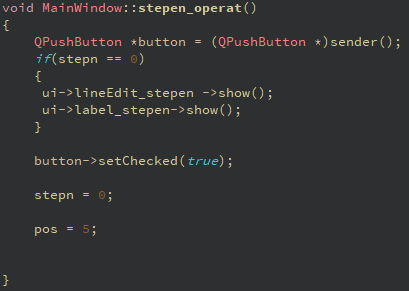 void MainWindow::stepen_operat()
{
    QPushButton *button = (QPushButton *)sender();
    if(stepn == 0)
    {
     ui->lineEdit_stepen ->show();
     ui->label_stepen->show();
    }
    button->setChecked(true);
    stepn = 0;
    pos = 5;
}